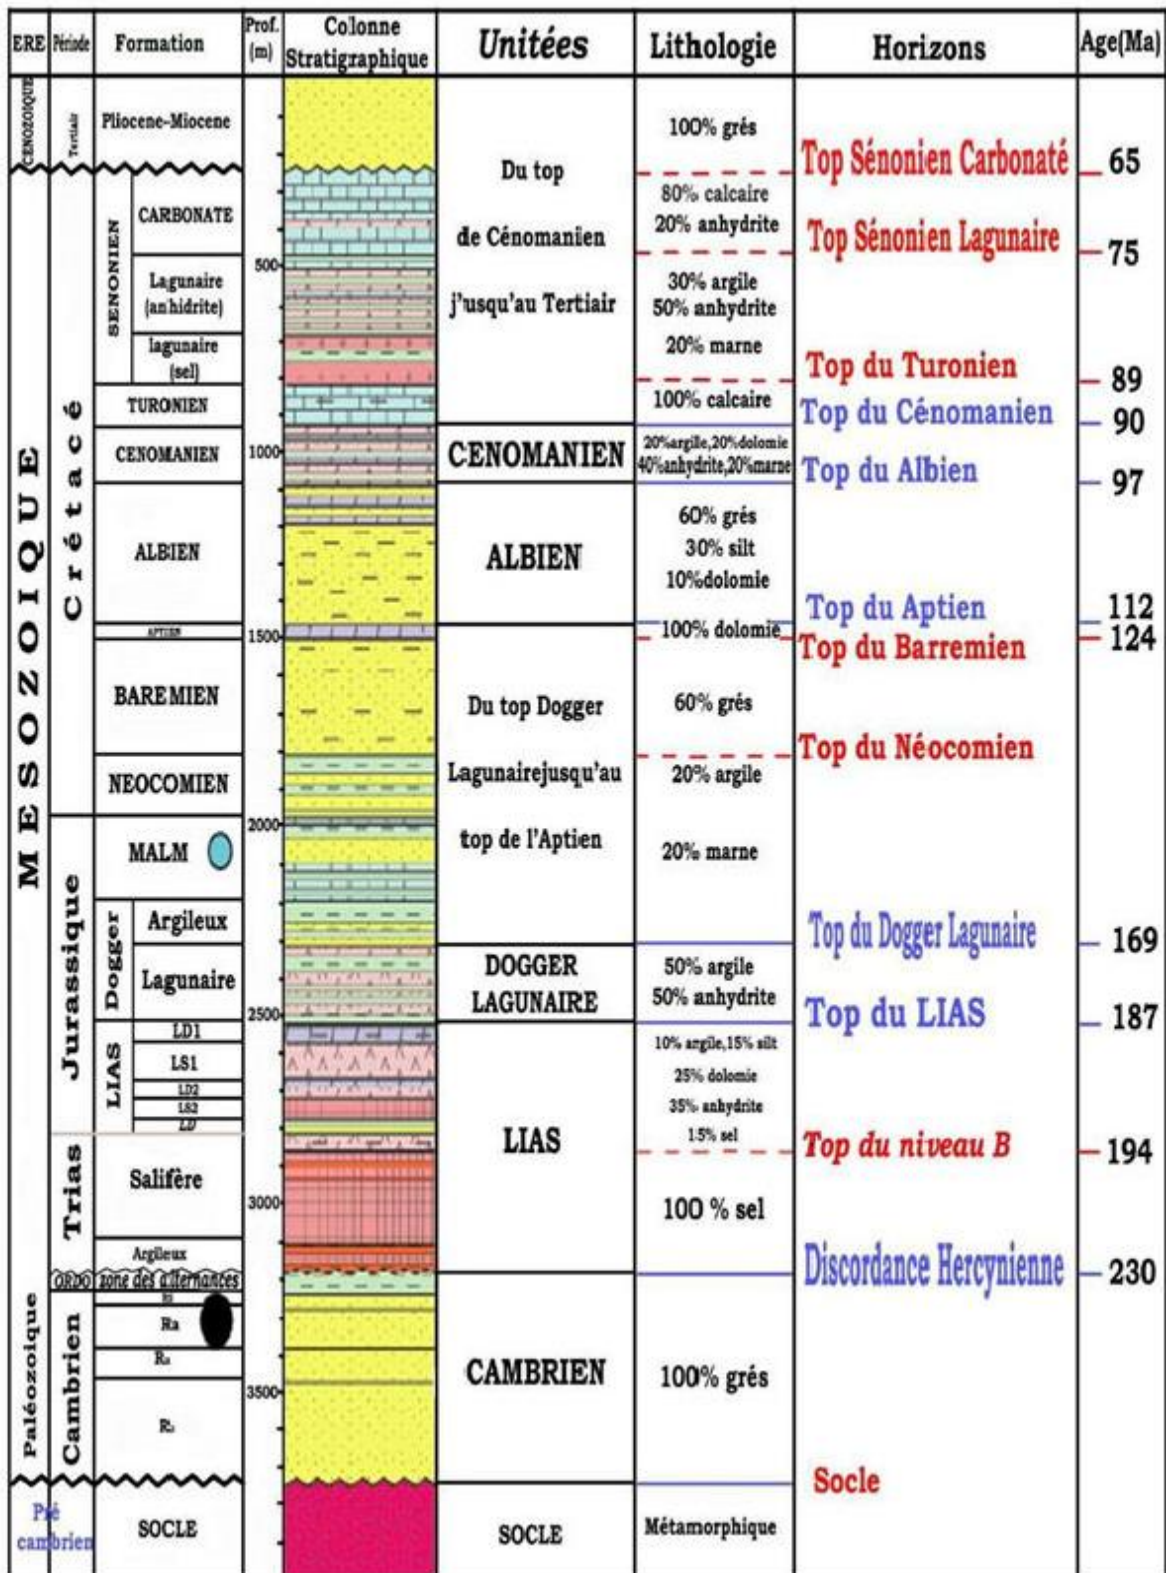 ERE Période Formation Prof. (m) Colonne Stratigraphique Unitées Lithologie Horizons Age(Ma)
CENOZOIQUE
Tertiair
Pliocene-Miocene
MESOZOIQUE
Crétacé
SENONIEN
CARBONATE
Lagunaire
(anhidrite)
lagunaire
(sel)
TURONIEN
CENOMANIEN
ALBIEN
APTIEN
BAREMIEN
NEOCOMIEN
Jurassique
MALM
Dogger
Argileux
Lagunaire
LIAS
LD1
LS1
LD2
LS2
LD
Trias
Salifère
Argileux
Paléozoique
ORDO
zone des alternances
Cambrien
Ra
Pré
cambrien
SOCLE
500
1000
1500
2000
2500
3000
3500
Du top
de Cénomanien
j'usqu'au Tertiair
CENOMANIEN
ALBIEN
Du top Dogger
Lagunairejusqu'au
top de l'Aptien
DOGGER
LAGUNAIRE
LIAS
CAMBRIEN
SOCLE
100% grés
80% calcaire
20% anhydrite
30% argile
50% anhydrite
20% marne
100% calcaire
20%argile,20%dolomie
40%anhydrite,20%marne
60% grés
30% silt
10%dolomie
100% dolomie
60% grés
20% argile
20% marne
50% argile
50% anhydrite
10% argile,15% silt
25% dolomie
35% anhydrite
15% sel
100 % sel
100% grés
Métamorphique
Top Sénonien Carbonaté 65
Top Sénonien Lagunaire 75
Top du Turonien 89
Top du Cénomanien 90
Top du Albien 97
Top du Aptien 112
Top du Barremien 124
Top du Néocomien
Top du Dogger Lagunaire 169
Top du LIAS 187
Top du niveau B 194
Discordance Hercynienne 230
Socle